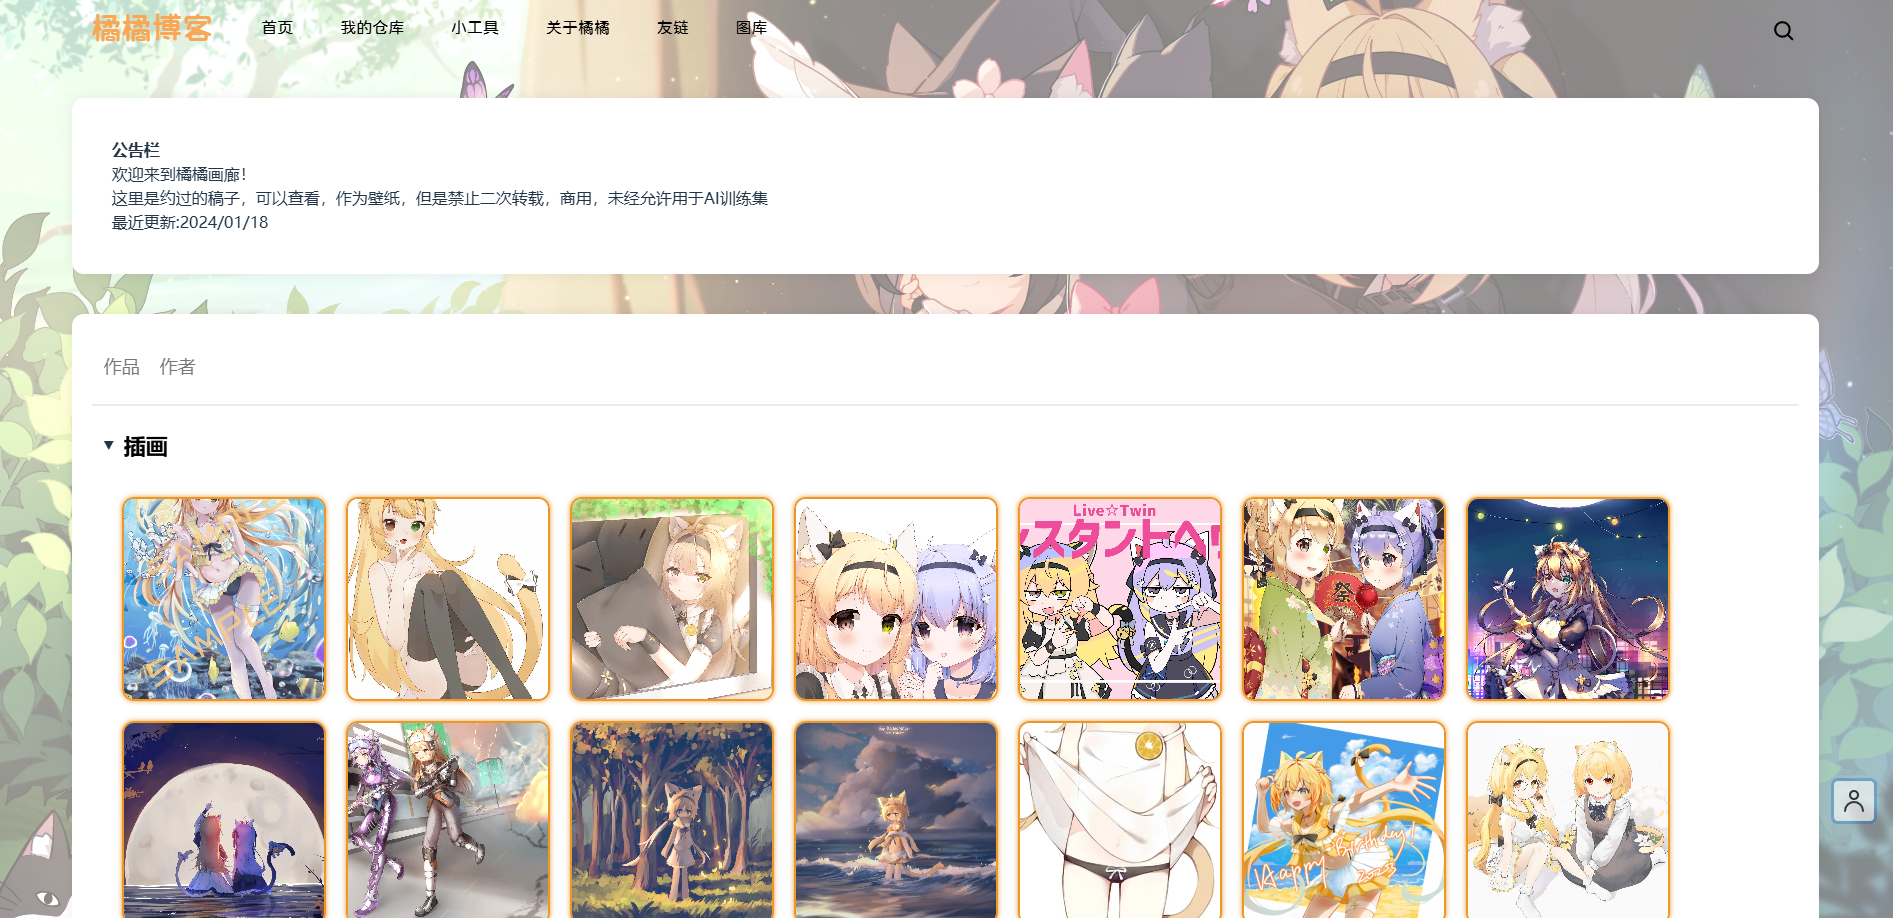 橘橘博客
首页 我的仓库 小工具 关于橘橘 友链 图库
公告栏
欢迎来到橘橘画廊！
这里是约过的稿子，可以查看，作为壁纸，但是禁止二次转载，商用，未经允许用于AI训练集
最近更新:2024/01/18
作品 作者
插画
SAMPLE
Live☆Twin
スタントヘ
祭
Happy Birthday!
2023